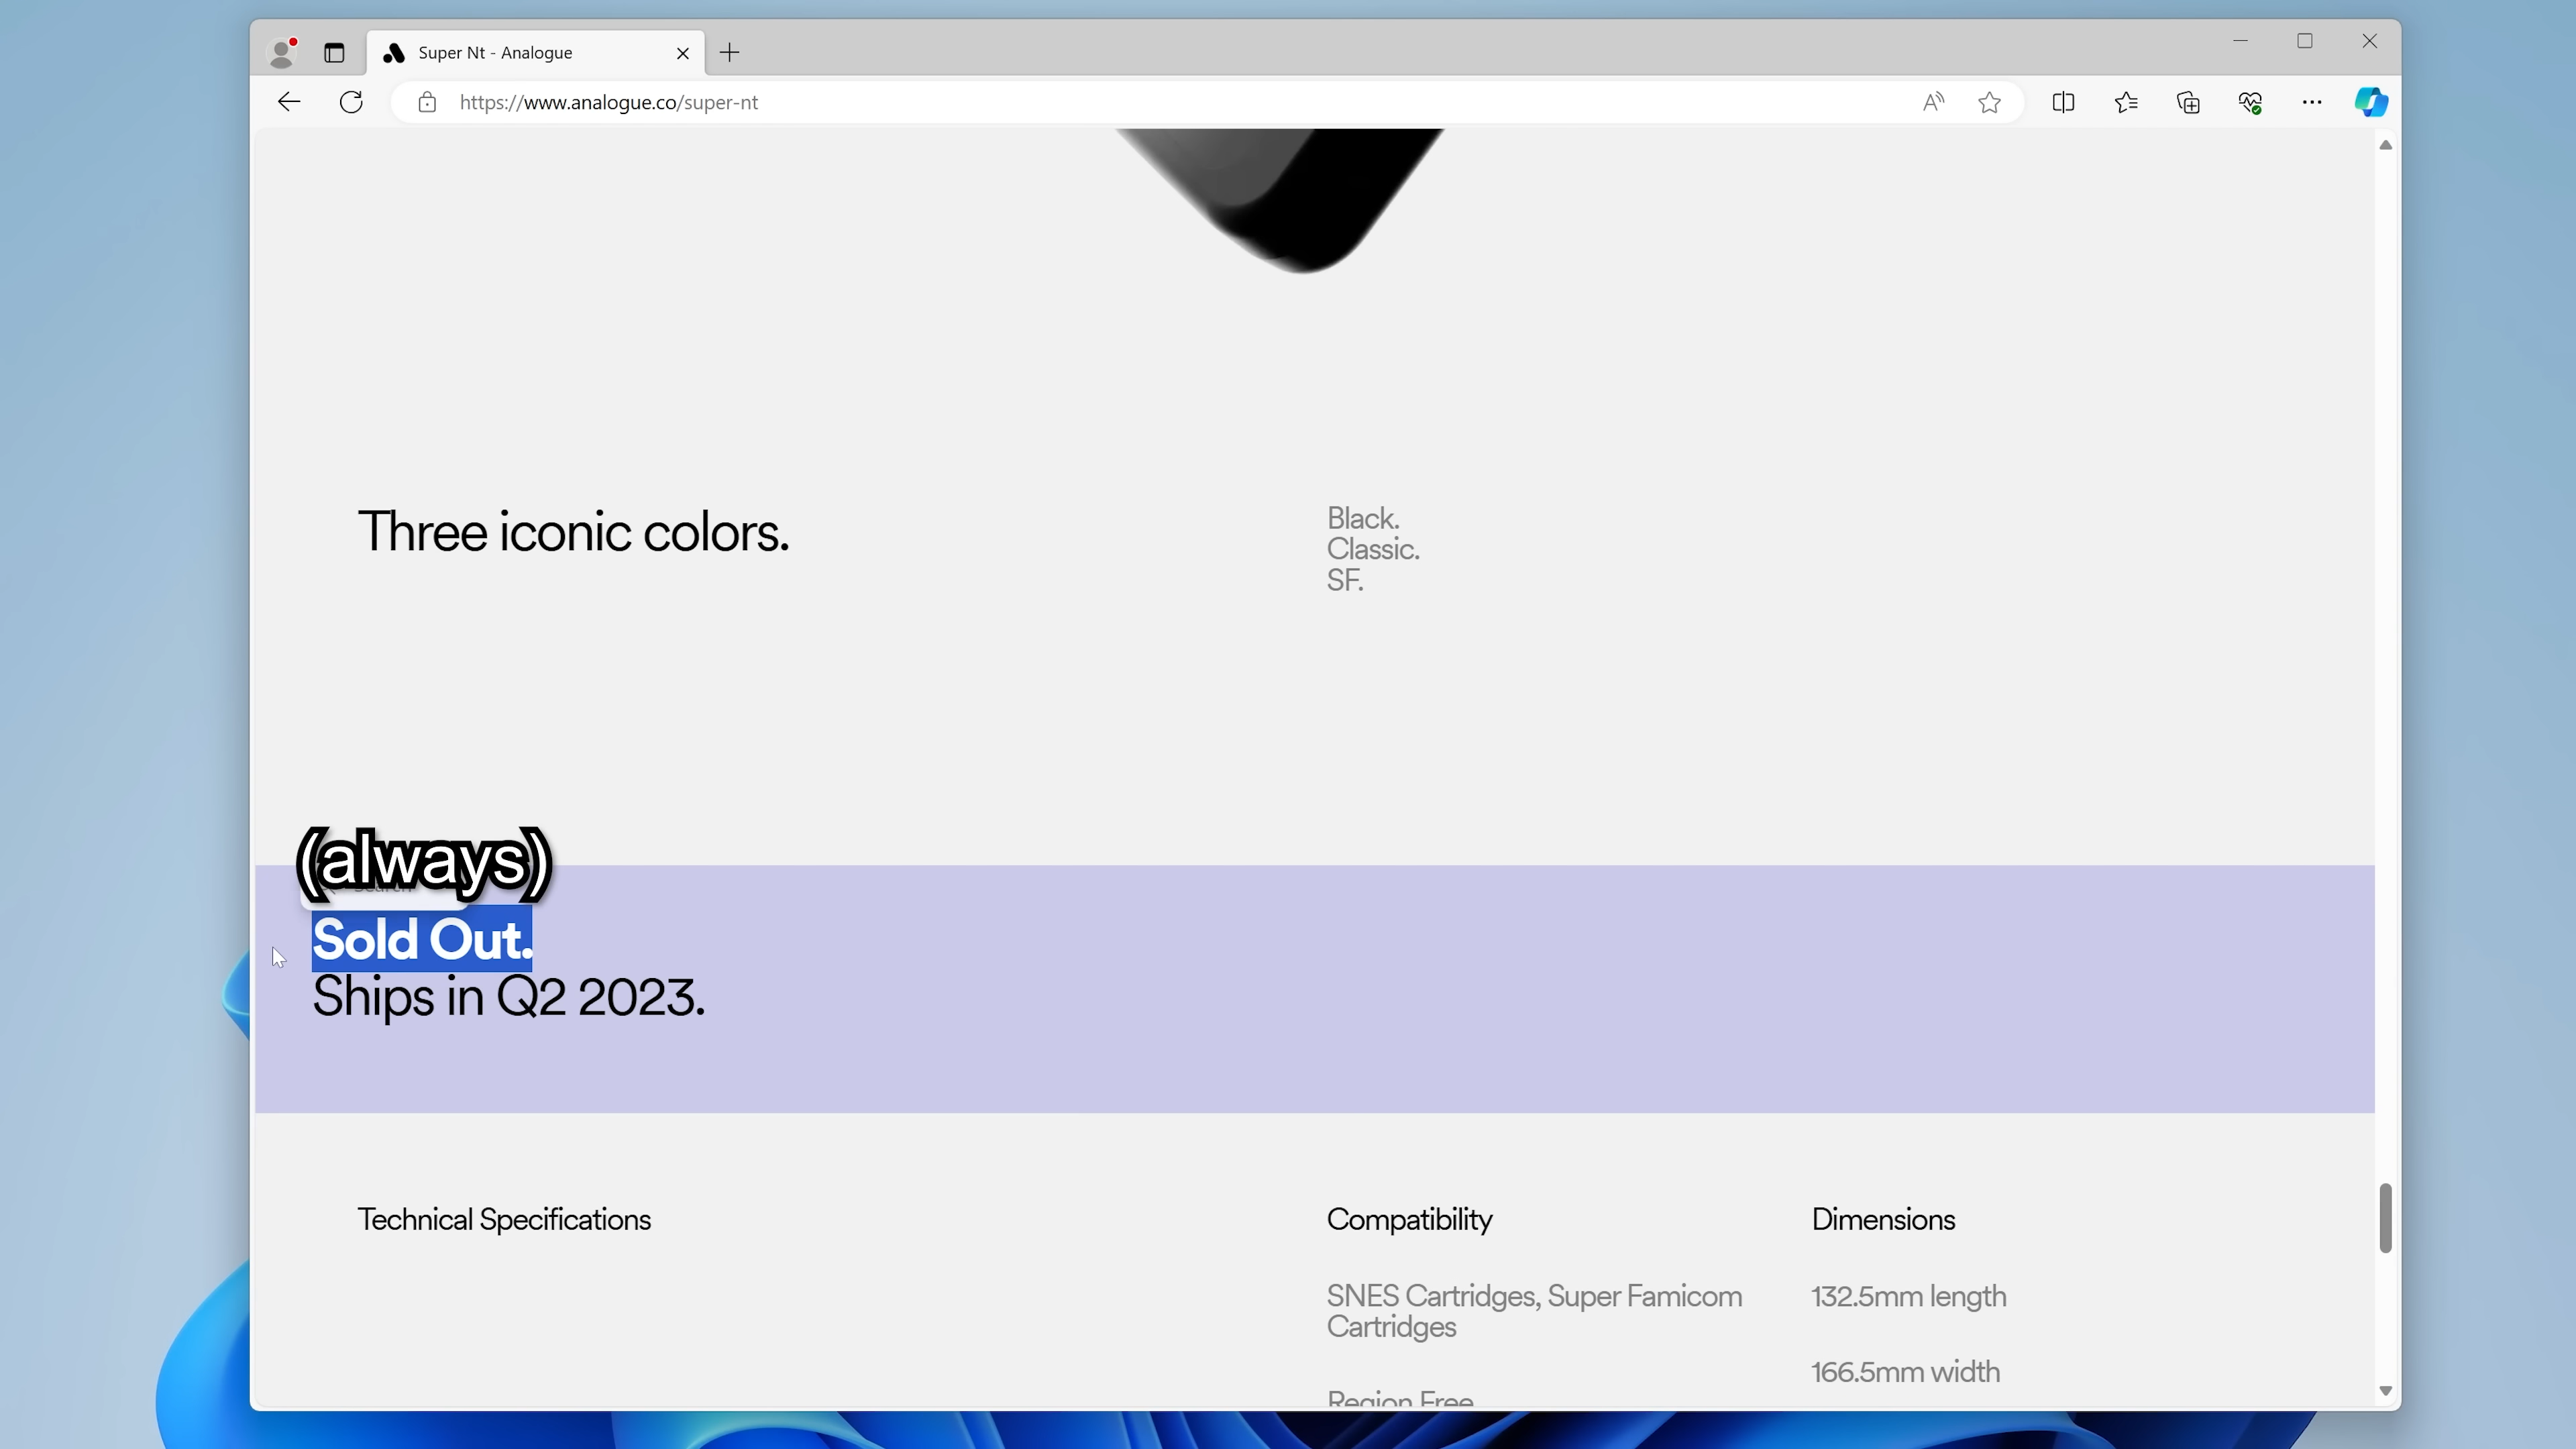 Super Nt - Analogue
https://www.analogue.co/super-nt
Three iconic colors.
Black.
Classic.
SF.
(always)
Sold Out.
Ships in Q2 2023.
Technical Specifications
Compatibility
SNES Cartridges, Super Famicom
Cartridges
Region Free
Dimensions
132.5mm length
166.5mm width